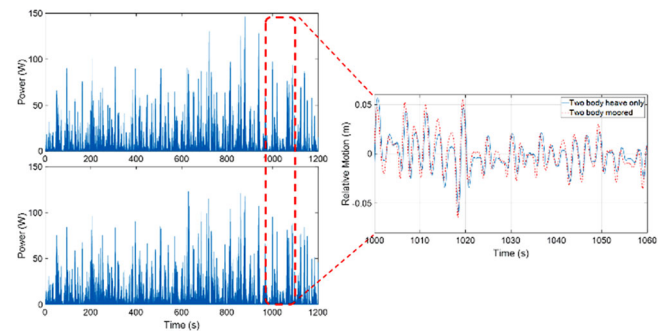 150
100
50
0
Power (W)
0 200 400 600 800 1000 1200
150
100
50
0
Power (W)
0 200 400 600 800 1000 1200
Time (s)
0.05
0
-0.05
Relative Motion (m)
Two body heave only
Two body moored
1000 1010 1020 1030 1040 1050 1060
Time (s)